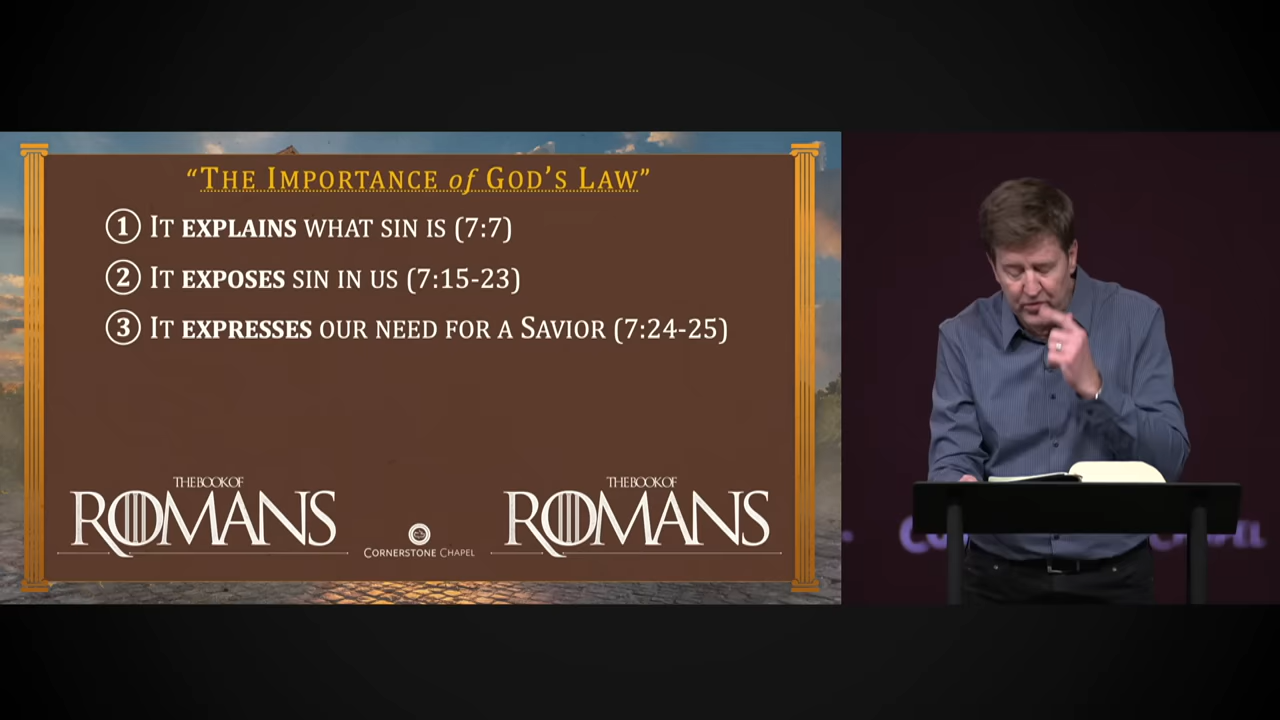 “THE IMPORTANCE of GOD’S LAW”
1 IT EXPLAINS WHAT SIN IS (7:7)
2 IT EXPOSES SIN IN US (7:15-23)
3 IT EXPRESSES OUR NEED FOR A SAVIOR (7:24-25)
THE BOOK OF
ROMANS
CORNERSTONE CHAPEL
THE BOOK OF
ROMANS